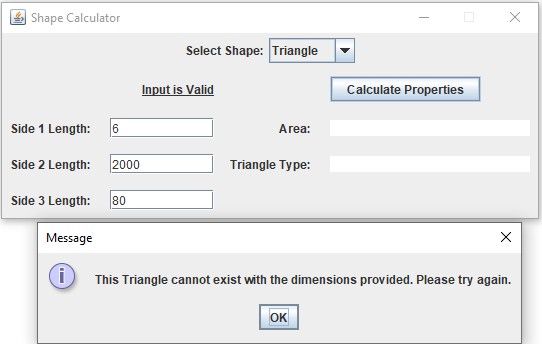 Shape Calculator
Select Shape: Triangle
Input is Valid
Calculate Properties
Side 1 Length: 6
Area:
Side 2 Length: 2000
Triangle Type:
Side 3 Length: 80
Message
This Triangle cannot exist with the dimensions provided. Please try again.
OK